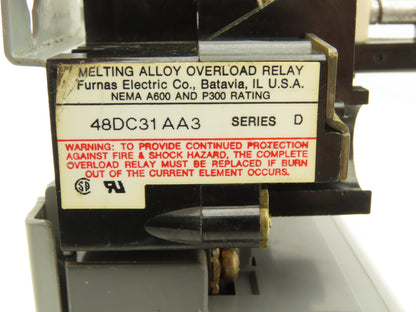 MELTING ALLOY OVERLOAD RELAY
Furnas Electric Co., Batavia, IL U.S.A.
NEMA A600 AND P300 RATING
48DC31AA3 SERIES D
WARNING: TO PROVIDE CONTINUED PROTECTION
AGAINST FIRE & SHOCK HAZARD, THE COMPLETE
OVERLOAD RELAY MUST BE REPLACED IF BURN
OUT OF THE CURRENT ELEMENT OCCURS.